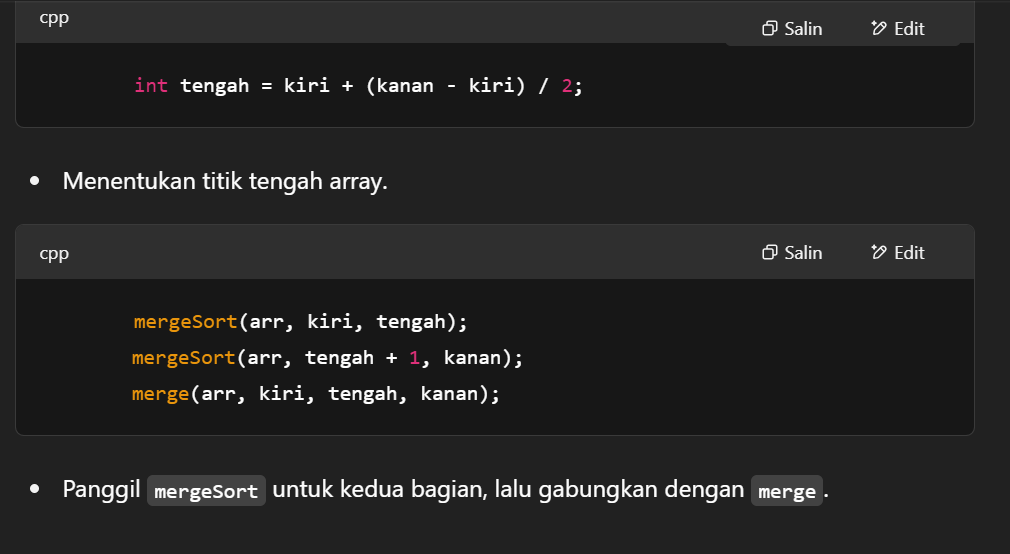 cpp
Salin Edit
int tengah = kiri + (kanan - kiri) / 2;
• Menentukan titik tengah array.
cpp Salin Edit
mergeSort(arr, kiri, tengah);
mergeSort(arr, tengah + 1, kanan);
merge(arr, kiri, tengah, kanan);
• Panggil mergeSort untuk kedua bagian, lalu gabungkan dengan merge.